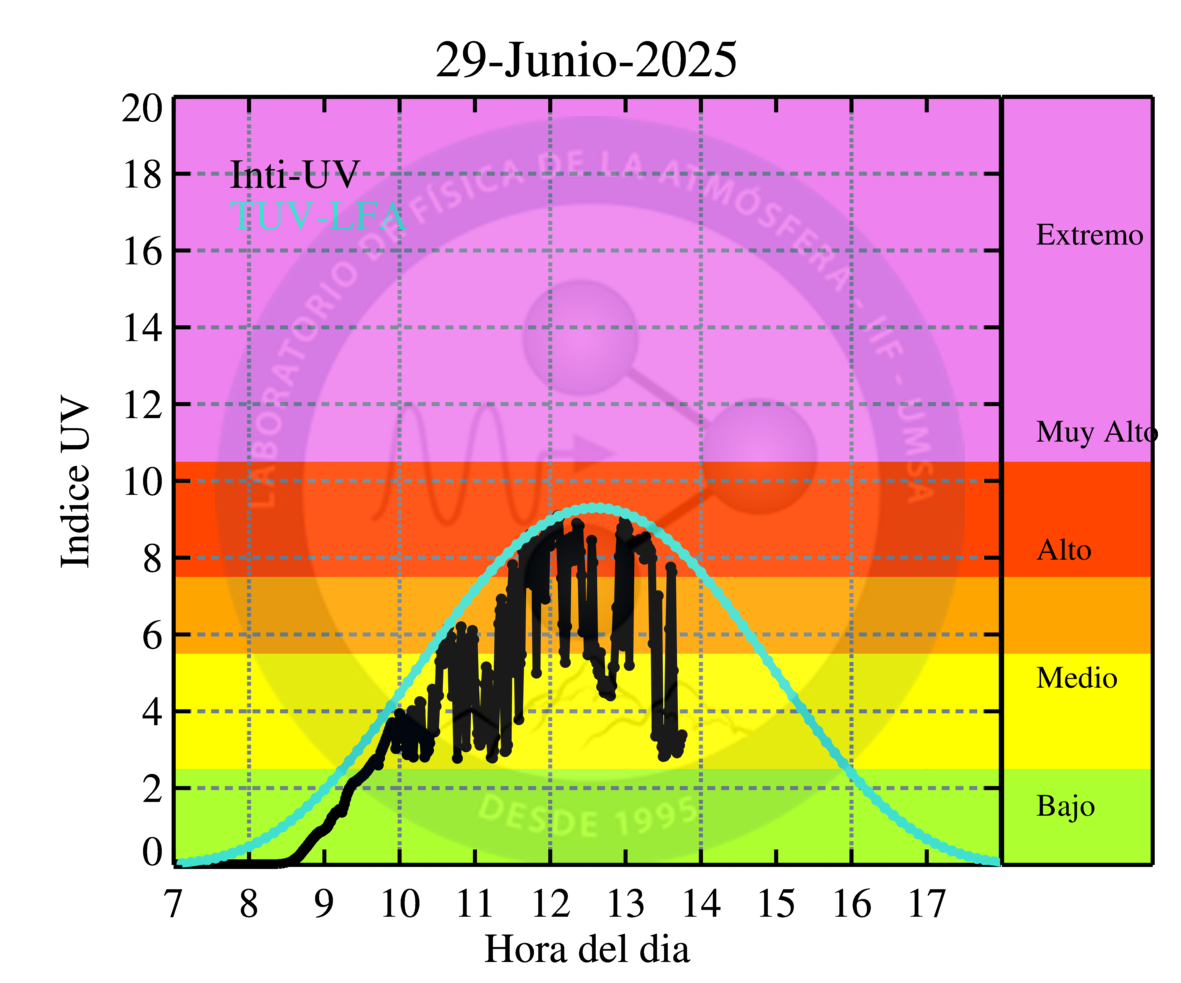 29-Junio-2025
Inti-UV
TUV-LFA
LABORATORIO DE FÍSICA DE LA ATMÓSFERA - IIF - UMSA
DESDE 1995
Indice UV
20
18
16
14
12
10
8
6
4
2
0
Extremo
Muy Alto
Alto
Medio
Bajo
7 8 9 10 11 12 13 14 15 16 17
Hora del dia